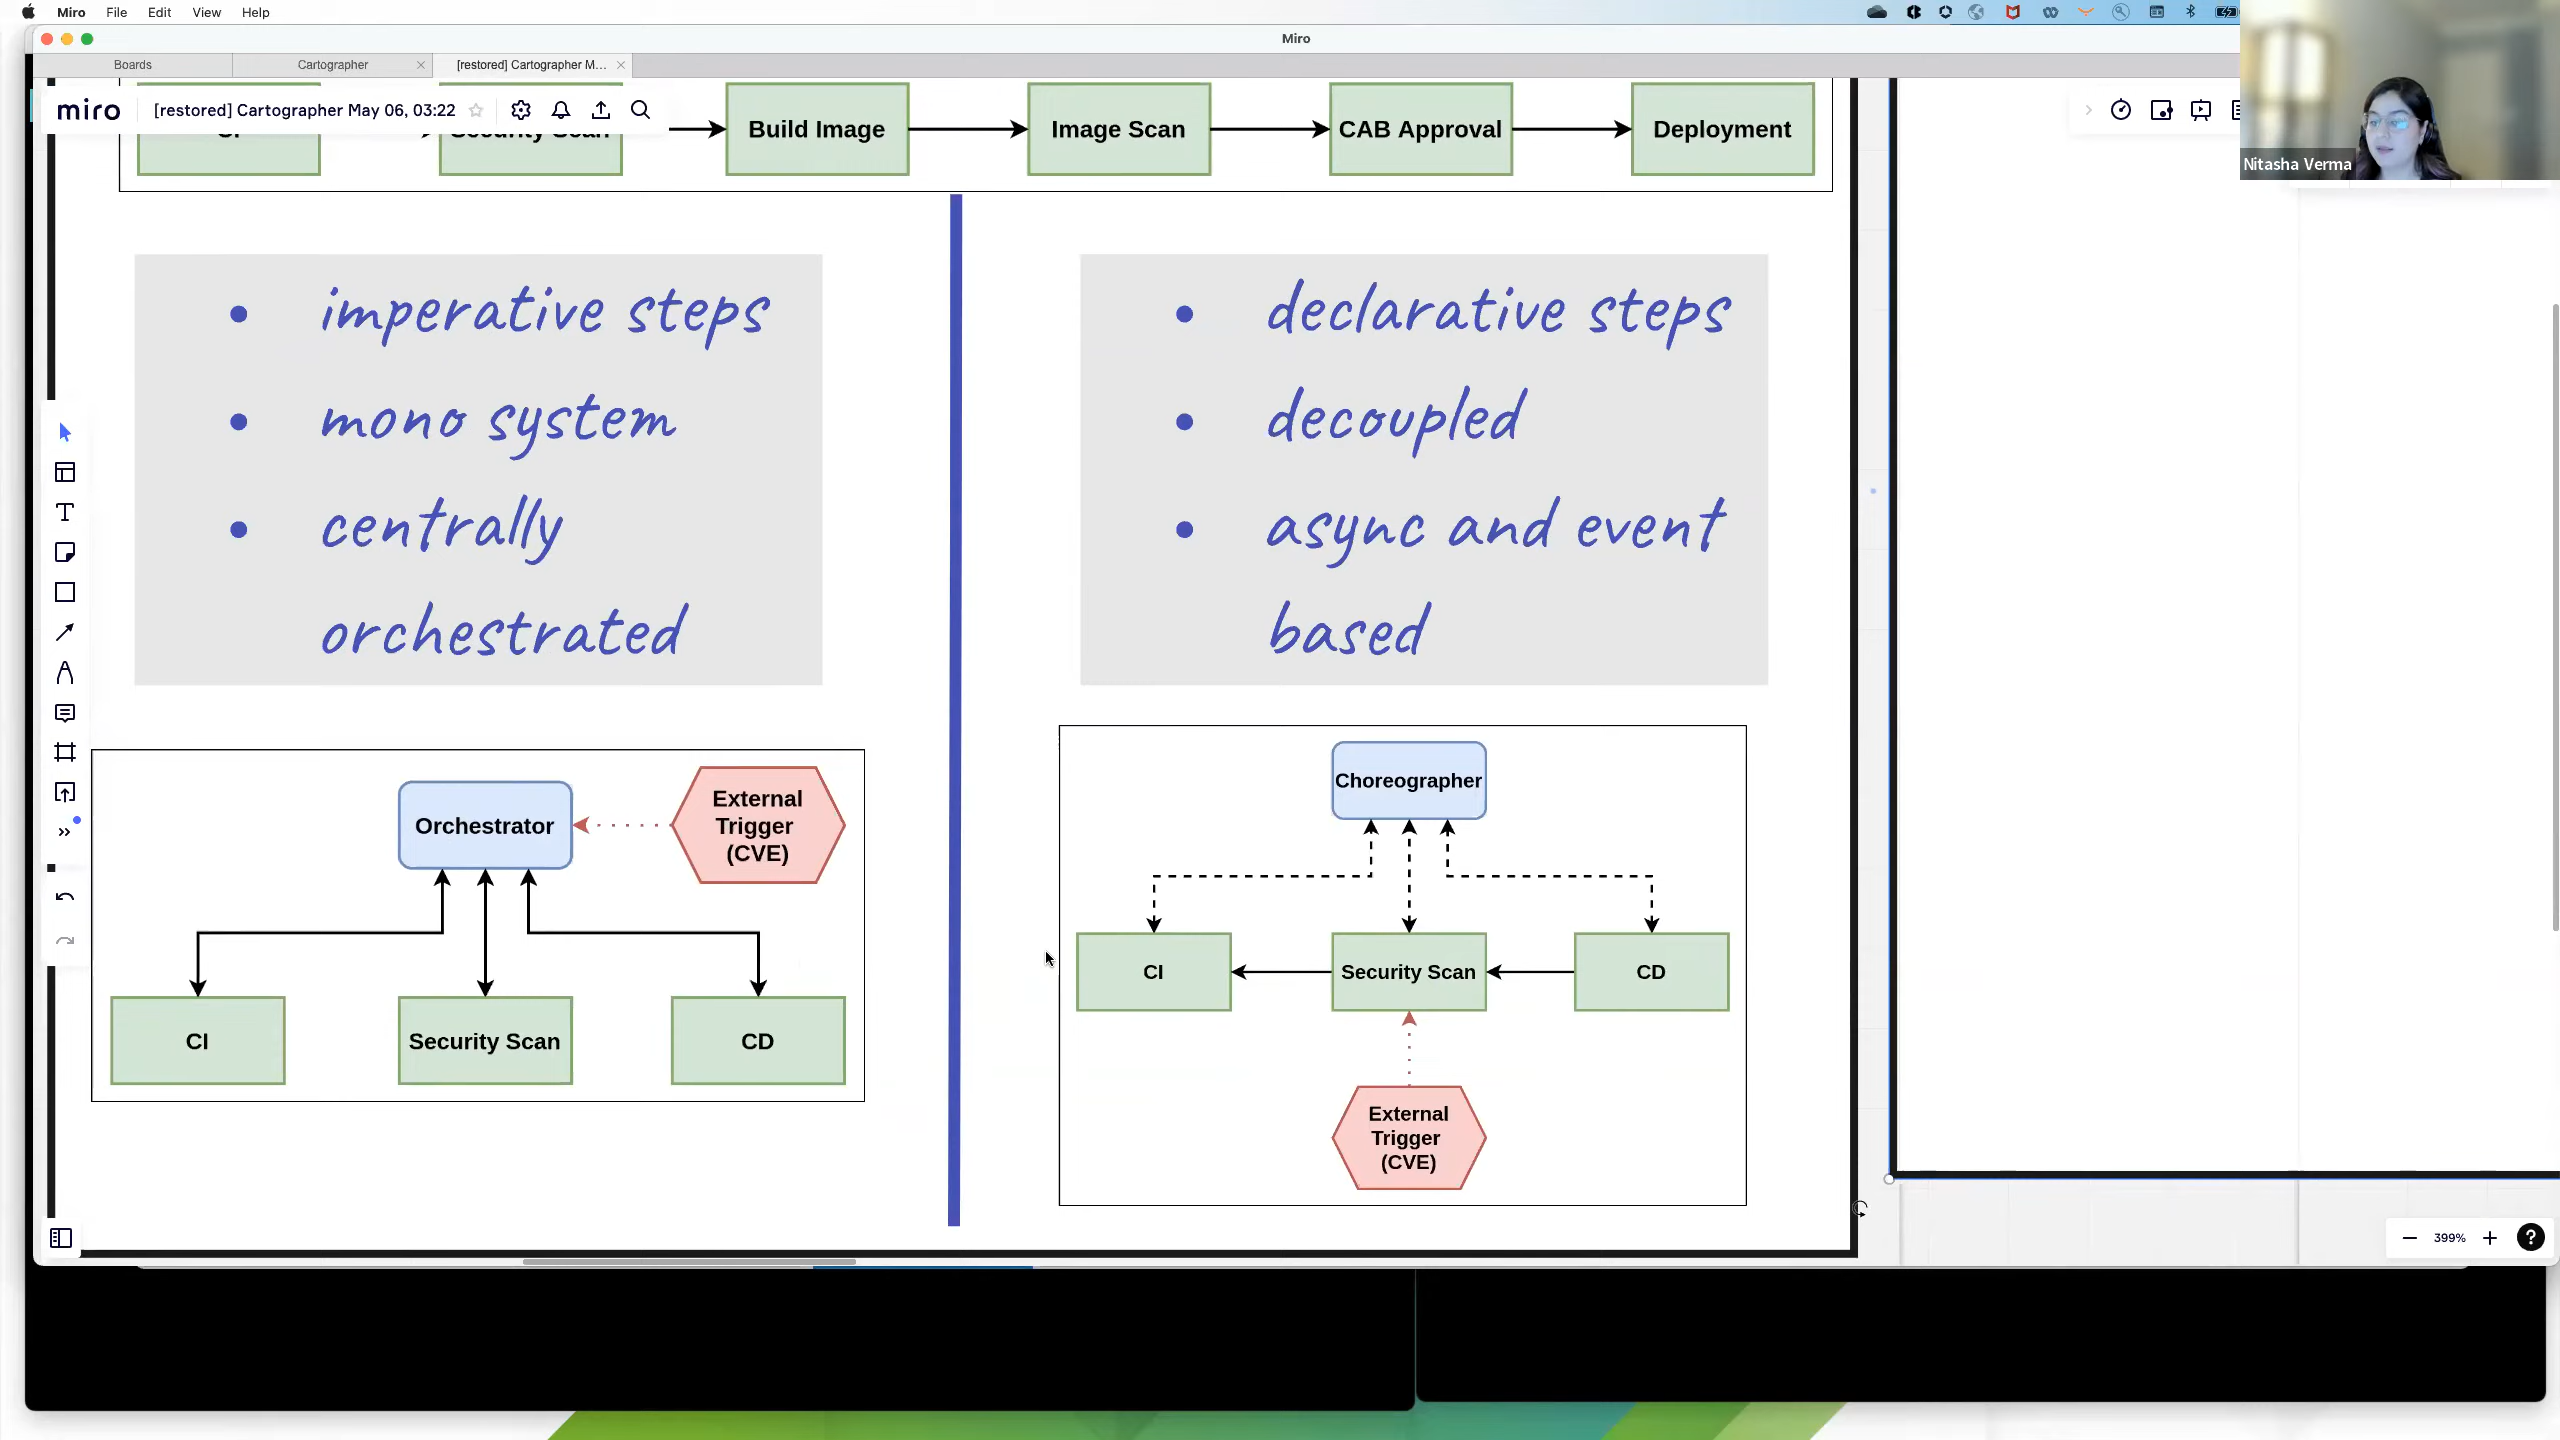 Miro File Edit View Help
Miro
Boards
Cartographer
[restored] Cartographer M...
miro
[restored] Cartographer May 06, 03:22
Security Scan
Build Image
Image Scan
CAB Approval
Deployment
Nitasha Verma
• imperative steps
• mono system
• centrally
orchestrated
• declarative steps
• decoupled
• async and event
based
Orchestrator
External
Trigger
(CVE)
CI
Security Scan
CD
Choreographer
CI
Security Scan
CD
External
Trigger
(CVE)
399%